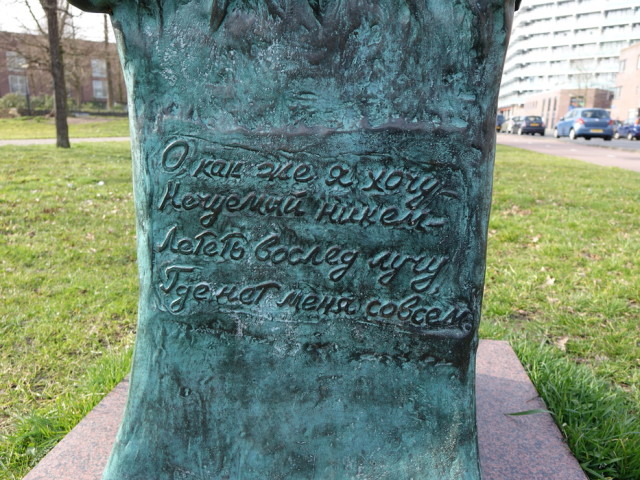 О как же я хочу-
Нечуемый никем-
Лететь вослед лучу
Где нет меня совсем.